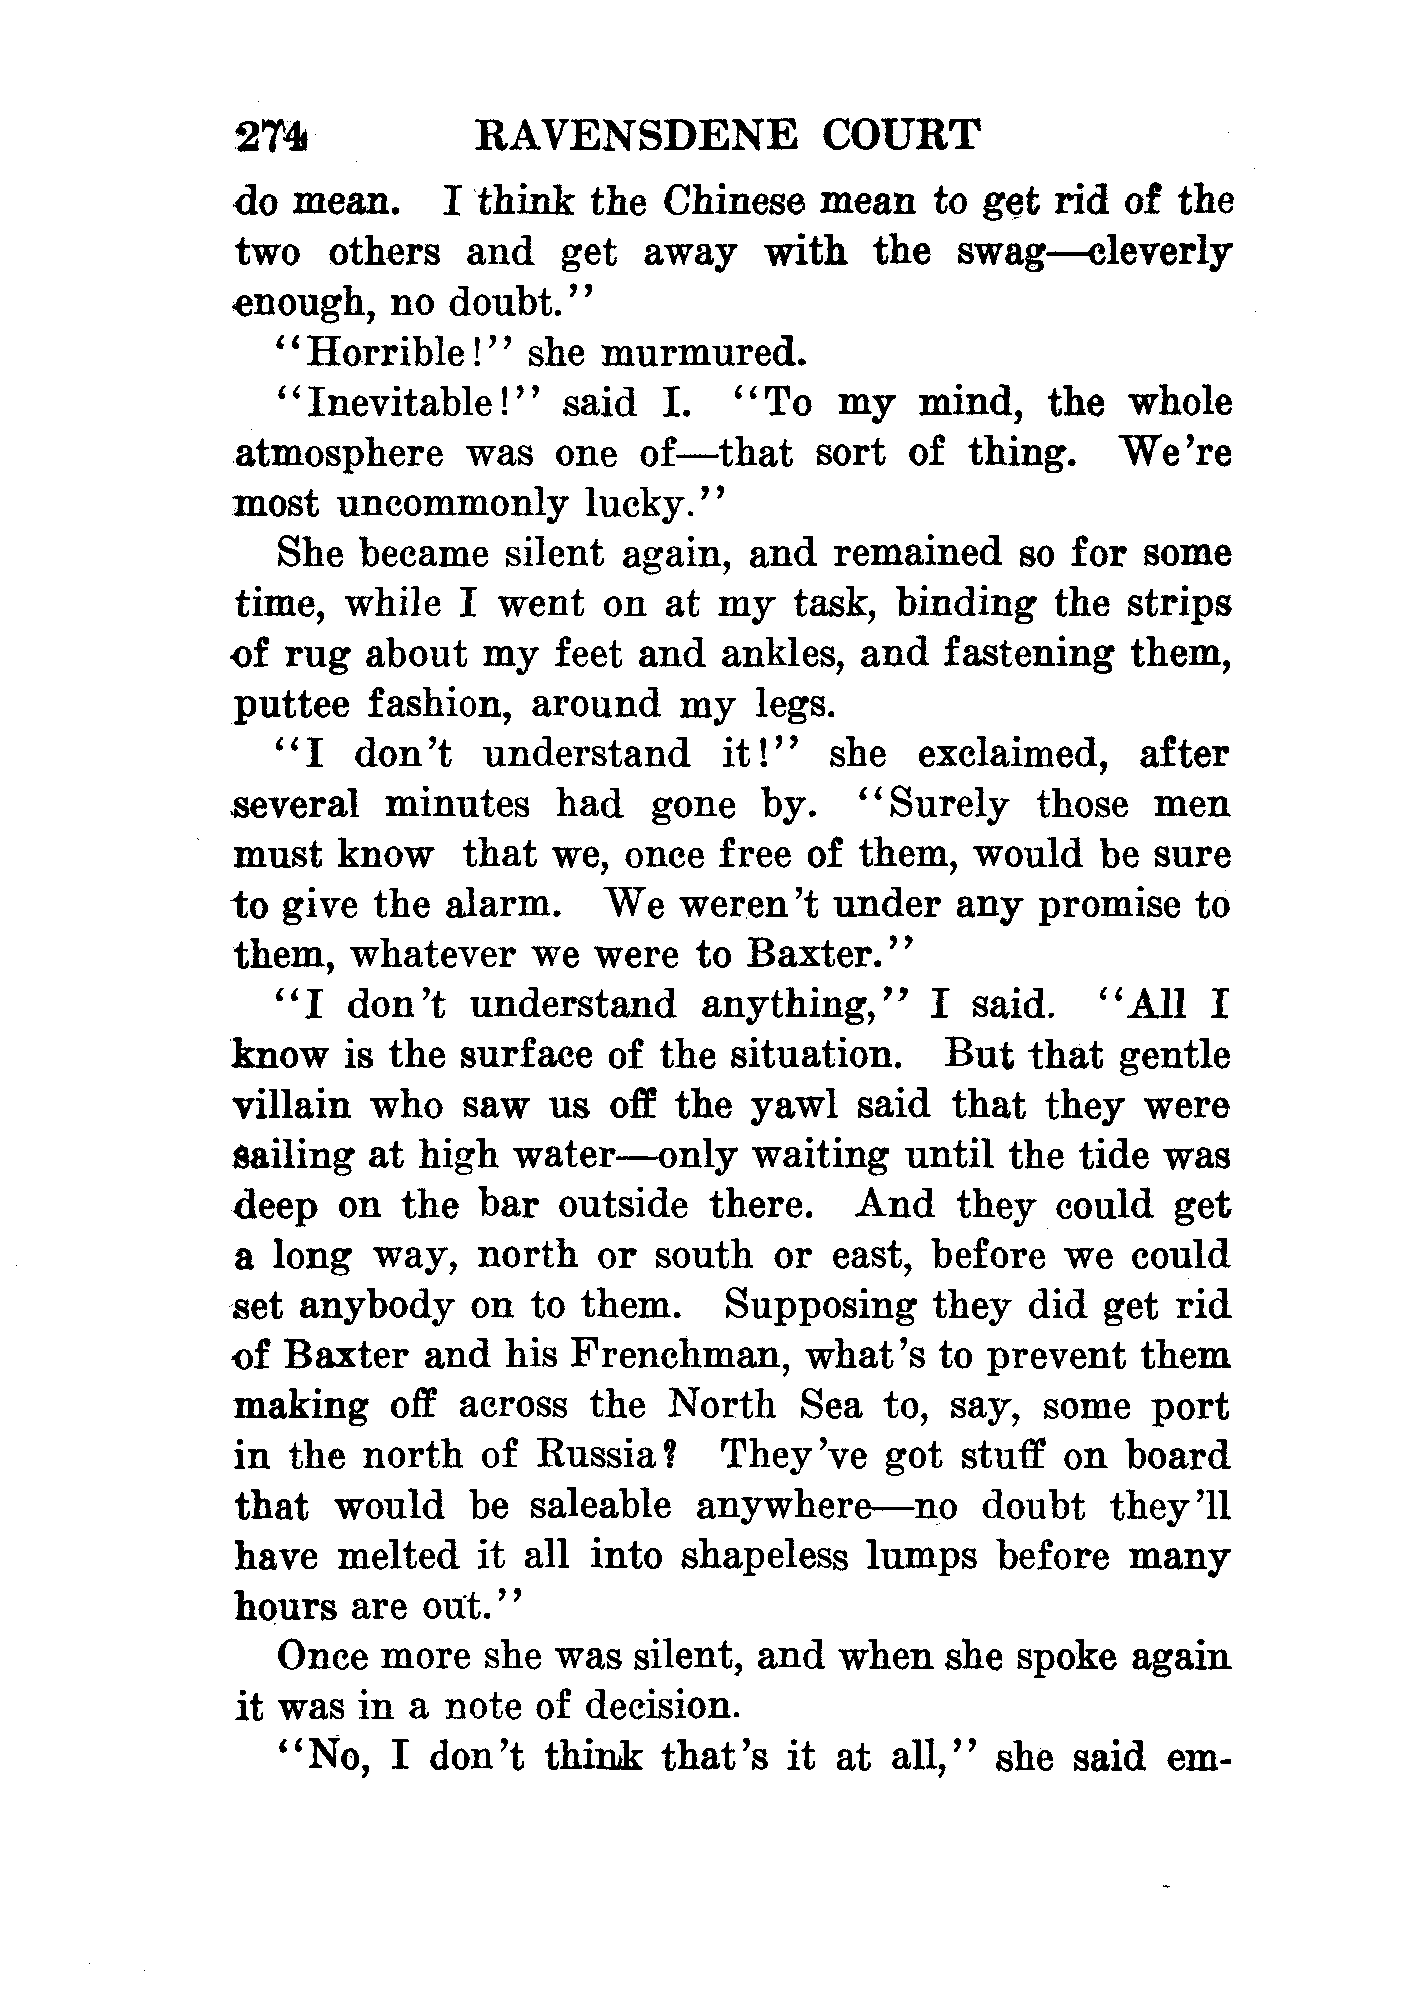 274 RAVENSDENE COURT
do mean. I think the Chinese mean to get rid of the
two others and get away with the swag—cleverly
enough, no doubt."
"Horrible!" she murmured.
"Inevitable!" said I. "To my mind, the whole
atmosphere was one of—that sort of thing. We're
most uncommonly lucky."
She became silent again, and remained so for some
time, while I went on at my task, binding the strips
of rug about my feet and ankles, and fastening them,
puttee fashion, around my legs.
"I don't understand it!" she exclaimed, after
several minutes had gone by. "Surely those men
must know that we, once free of them, would be sure
to give the alarm. We weren't under any promise to
them, whatever we were to Baxter."
"I don't understand anything," I said. "All I
know is the surface of the situation. But that gentle
villain who saw us off the yawl said that they were
sailing at high water—only waiting until the tide was
deep on the bar outside there. And they could get
a long way, north or south or east, before we could
set anybody on to them. Supposing they did get rid
of Baxter and his Frenchman, what's to prevent them
making off across the North Sea to, say, some port
in the north of Russia? They've got stuff on board
that would be saleable anywhere—no doubt they'll
have melted it all into shapeless lumps before many
hours are out."
Once more she was silent, and when she spoke again
it was in a note of decision.
"No, I don't think that's it at all," she said em-